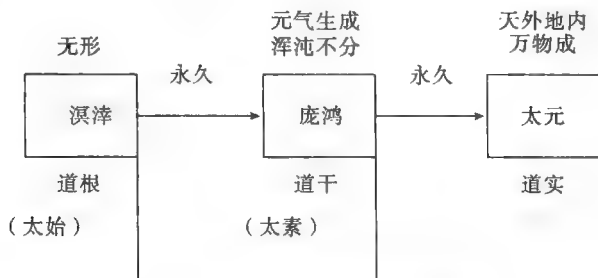 元气生成
天外地内
无形
浑沌不分
万物成
永久
永久
溟涬
庞鸿
太元
道根
道干
道实
（太始）
（太素）